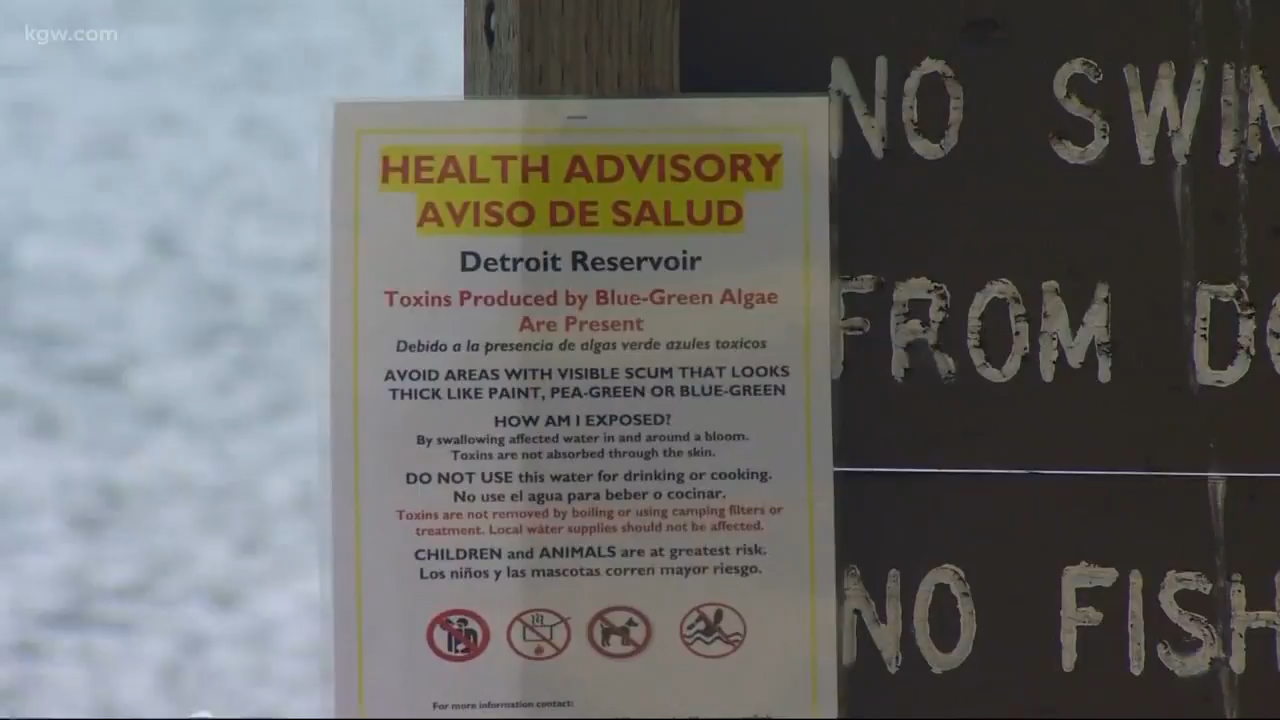 kgw.com
HEALTH ADVISORY
AVISO DE SALUD
Detroit Reservoir
Toxins Produced by Blue-Green Algae
Are Present
Debido a la presencia de algas verde azules toxicos
AVOID AREAS WITH VISIBLE SCUM THAT LOOKS
THICK LIKE PAINT, PEA-GREEN OR BLUE-GREEN
HOW AM I EXPOSED?
By swallowing affected water in and around a bloom.
Toxins are not absorbed through the skin.
DO NOT USE this water for drinking or cooking.
No use el agua para beber o cocinar.
Toxins are not removed by boiling or using camping filters or
treatment. Local water supplies should not be affected.
CHILDREN and ANIMALS are at greatest risk.
Los niños y las mascotas corren mayor riesgo.
For more information contact:
NO SWIM
FROM DO
NO FISH